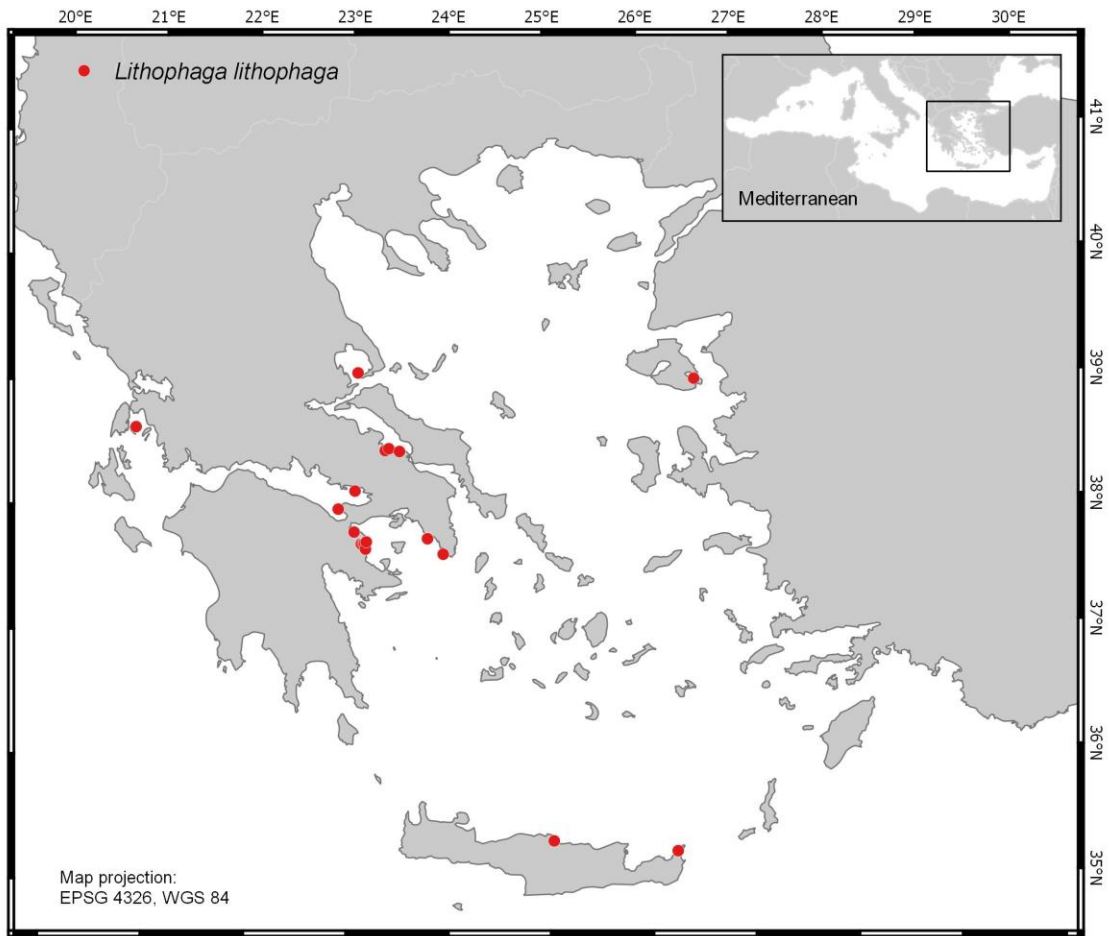 20°E 21°E 22°E 23°E 24°E 25°E 26°E 27°E 28°E 29°E 30°E
Lithophaga lithophaga
Mediterranean
41°N
40°N
39°N
38°N
37°N
36°N
35°N
Map projection:
EPSG 4326, WGS 84